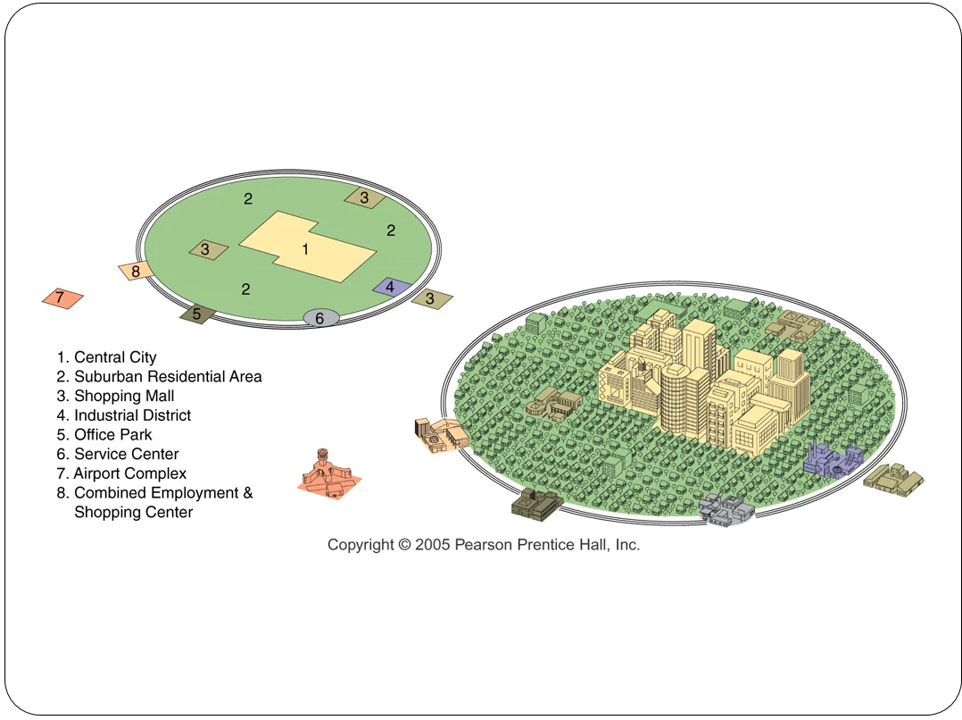 2
3
2
3
1
8
2
4
7
3
5
6
1. Central City
2. Suburban Residential Area
3. Shopping Mall
4. Industrial District
5. Office Park
6. Service Center
7. Airport Complex
8. Combined Employment &
Shopping Center
Copyright © 2005 Pearson Prentice Hall, Inc.